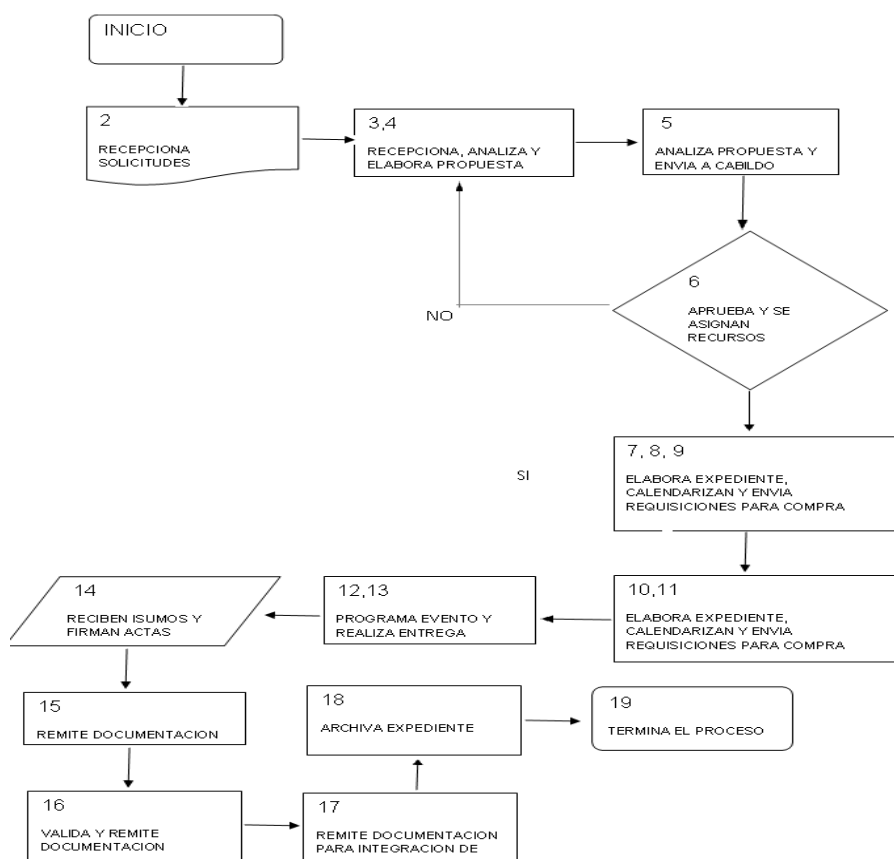 INICIO
2
RECEPCIONA
SOLICITUDES
3,4
RECEPCIONA, ANALIZA Y
ELABORA PROPUESTA
5
ANALIZA PROPUESTA Y
ENVIA A CABILDO
6
APRUEBA Y SE
ASIGNAN
RECURSOS
NO
SI
7, 8, 9
ELABORA EXPEDIENTE,
CALENDARIZAN Y ENVIA
REQUISICIONES PARA COMPRA
10,11
ELABORA EXPEDIENTE,
CALENDARIZAN Y ENVIA
REQUISICIONES PARA COMPRA
12,13
PROGRAMA EVENTO Y
REALIZA ENTREGA
14
RECIBEN ISUMOS Y
FIRMAN ACTAS
15
REMITE DOCUMENTACION
16
VALIDA Y REMITE
DOCUMENTACION
17
REMITE DOCUMENTACION
PARA INTEGRACION DE
18
ARCHIVA EXPEDIENTE
19
TERMINA EL PROCESO